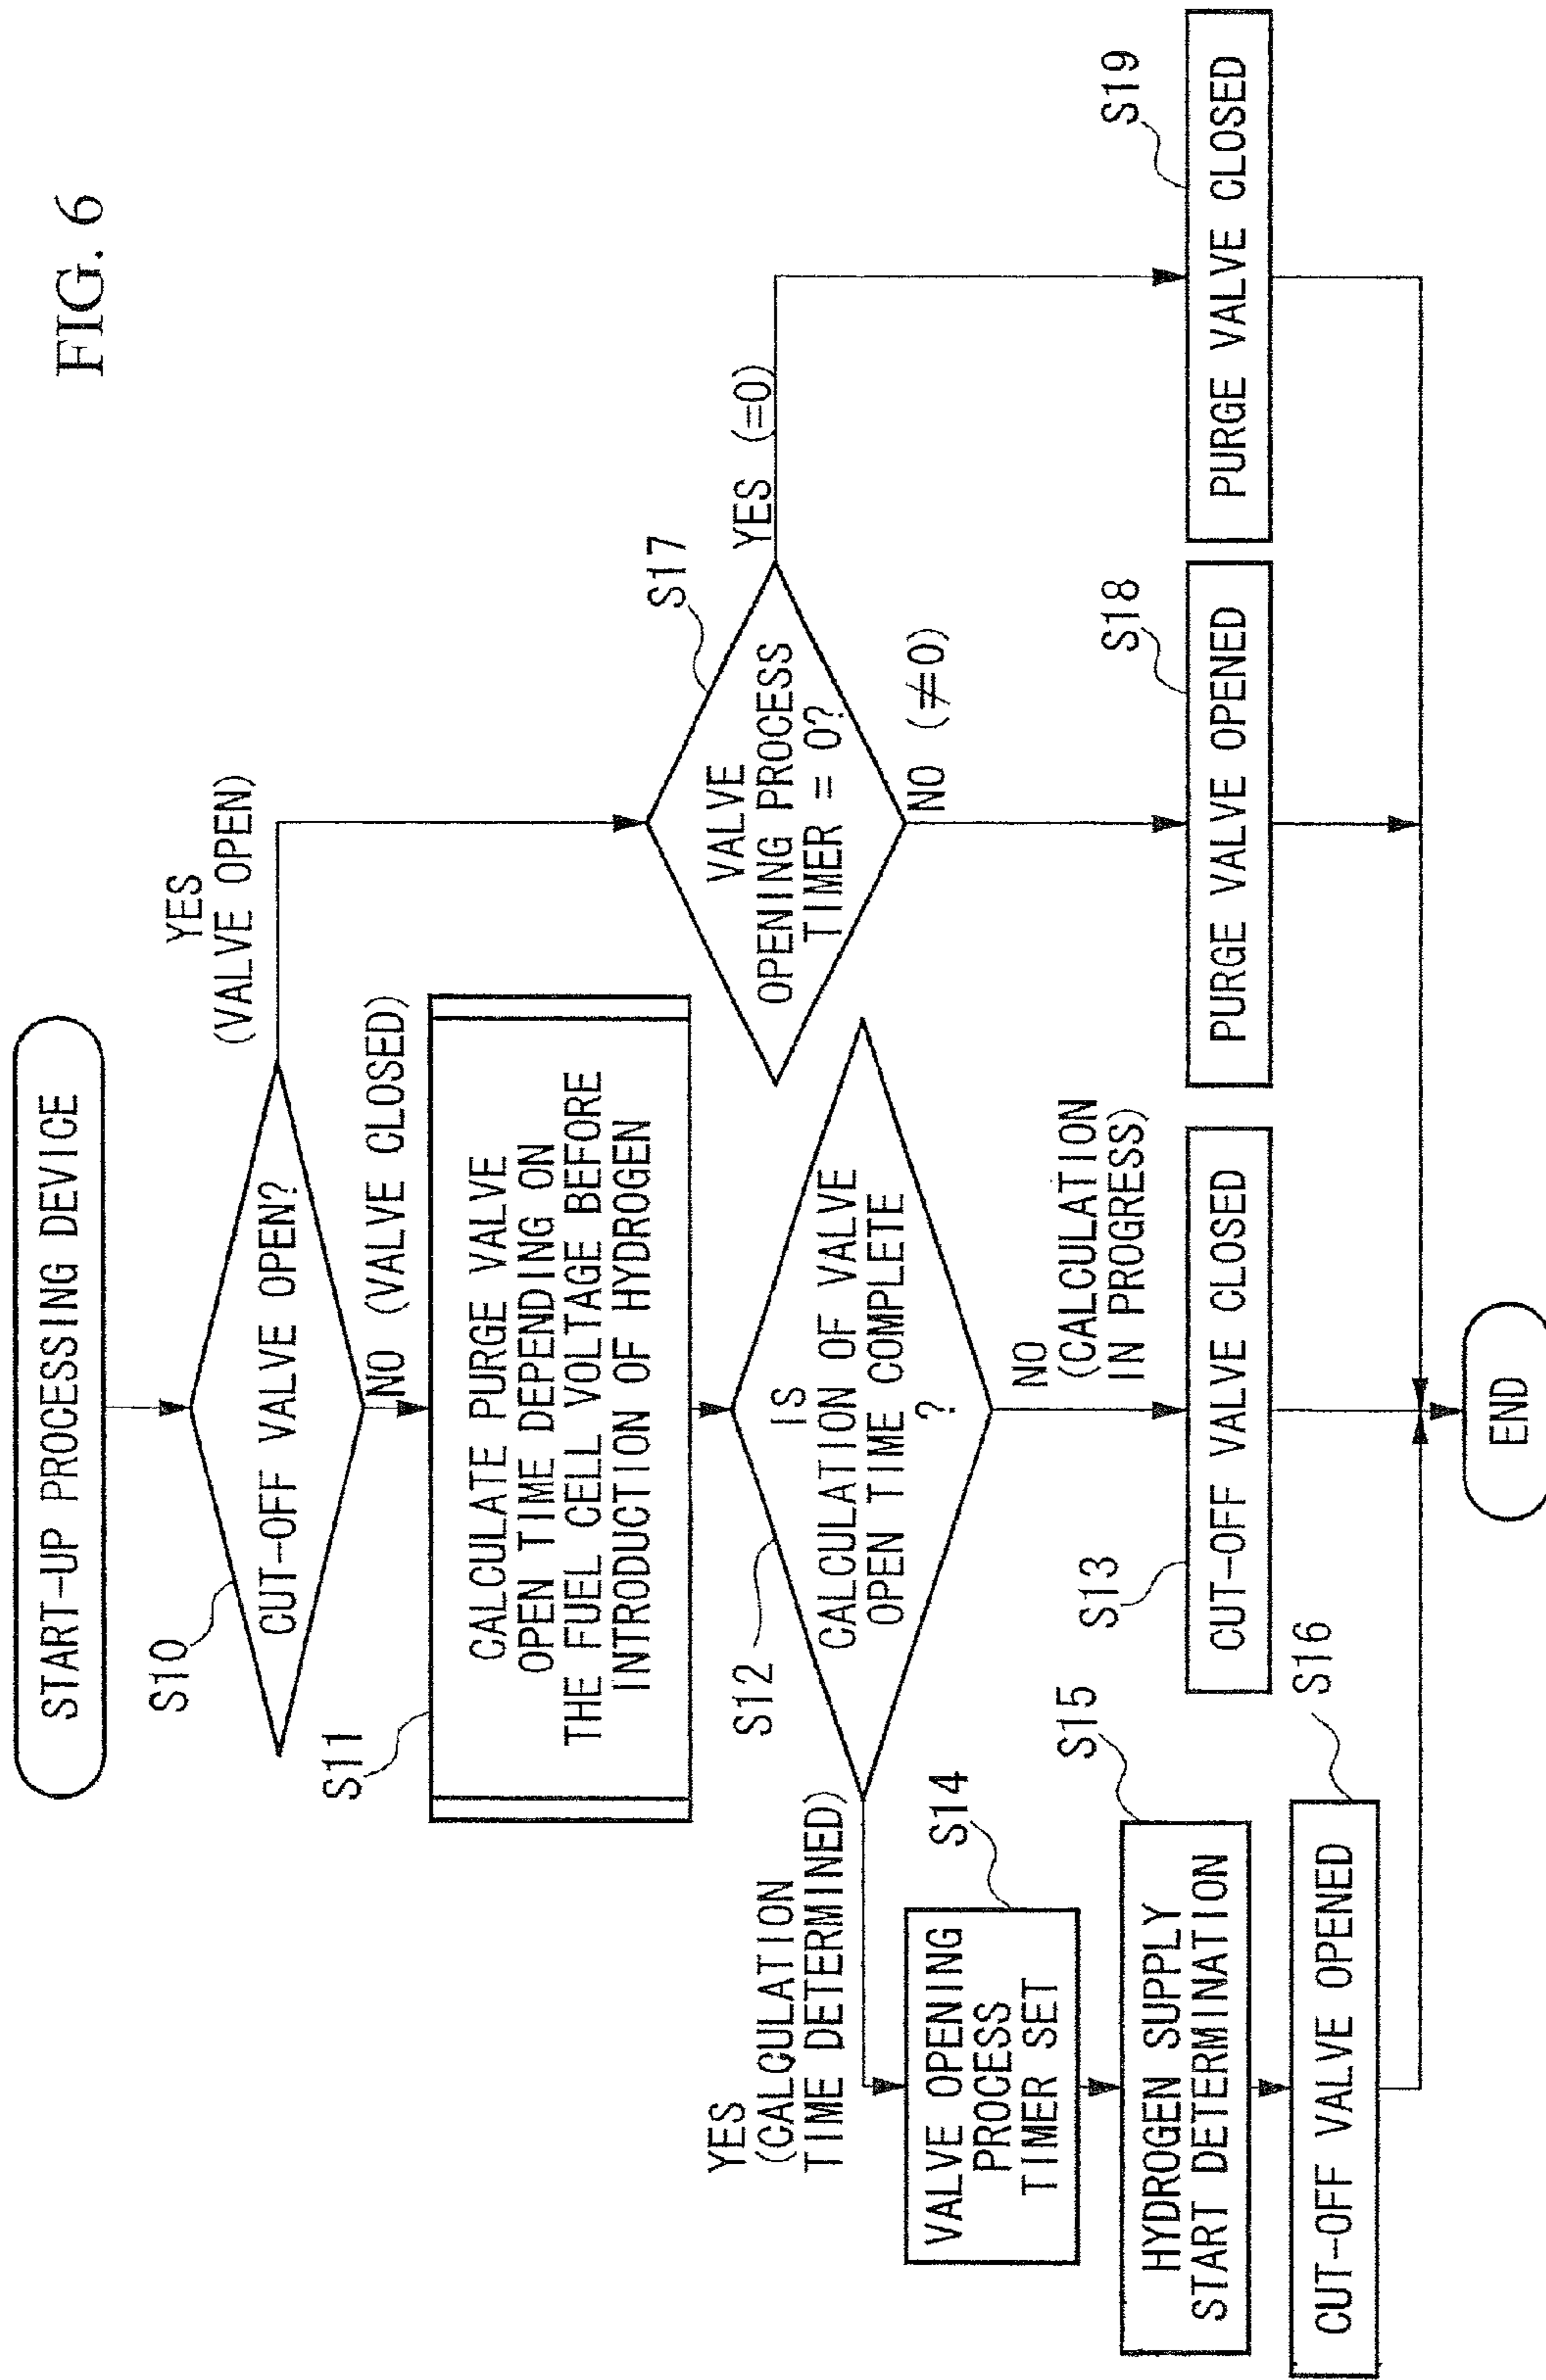 FIG. 6
START-UP PROCESSING DEVICE
S10
CUT-OFF VALVE OPEN?
YES
(VALVE OPEN)
NO (VALVE CLOSED)
S11
CALCULATE PURGE VALVE
OPEN TIME DEPENDING ON
THE FUEL CELL VOLTAGE BEFORE
INTRODUCTION OF HYDROGEN
S12
IS
CALCULATION OF VALVE
OPEN TIME COMPLETE
?
YES
(CALCULATION
TIME DETERMINED)
NO
(CALCULATION
IN PROGRESS)
S17
VALVE
OPENING PROCESS
TIMER = 0?
YES (=0)
NO (≠0)
S14
VALVE OPENING
PROCESS
TIMER SET
S15
HYDROGEN SUPPLY
START DETERMINATION
S16
CUT-OFF VALVE OPENED
S13
CUT-OFF VALVE CLOSED
S18
PURGE VALVE OPENED
S19
PURGE VALVE CLOSED
END